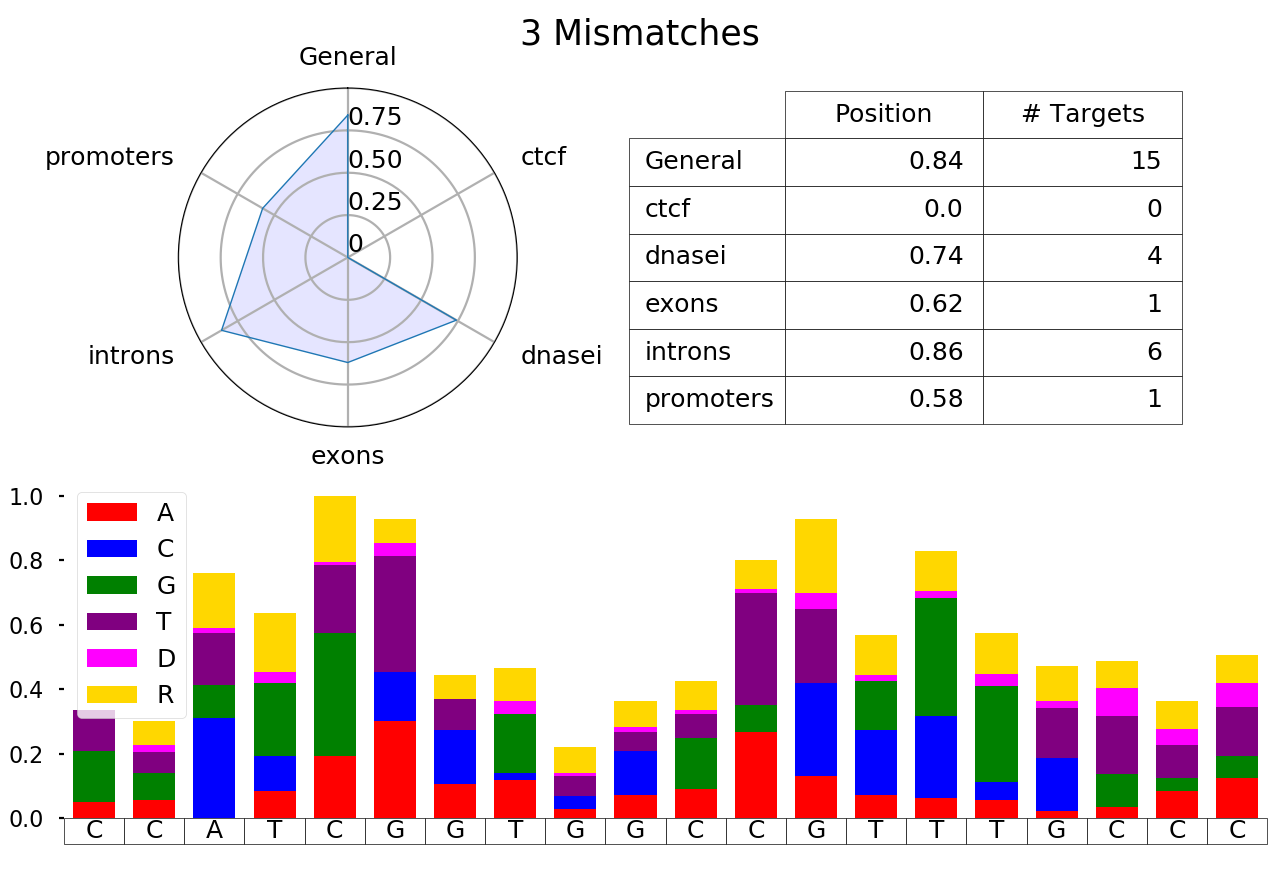 3 Mismatches
General
promoters
ctcf
0.75
0.50
0.25
0
introns
dnasei
exons
Position # Targets
General 0.84 15
ctcf 0.0 0
dnasei 0.74 4
exons 0.62 1
introns 0.86 6
promoters 0.58 1
1.0
0.8
0.6
0.4
0.2
0.0
A
C
G
T
D
R
C C A T C G G T G G C C G T T T G C C C